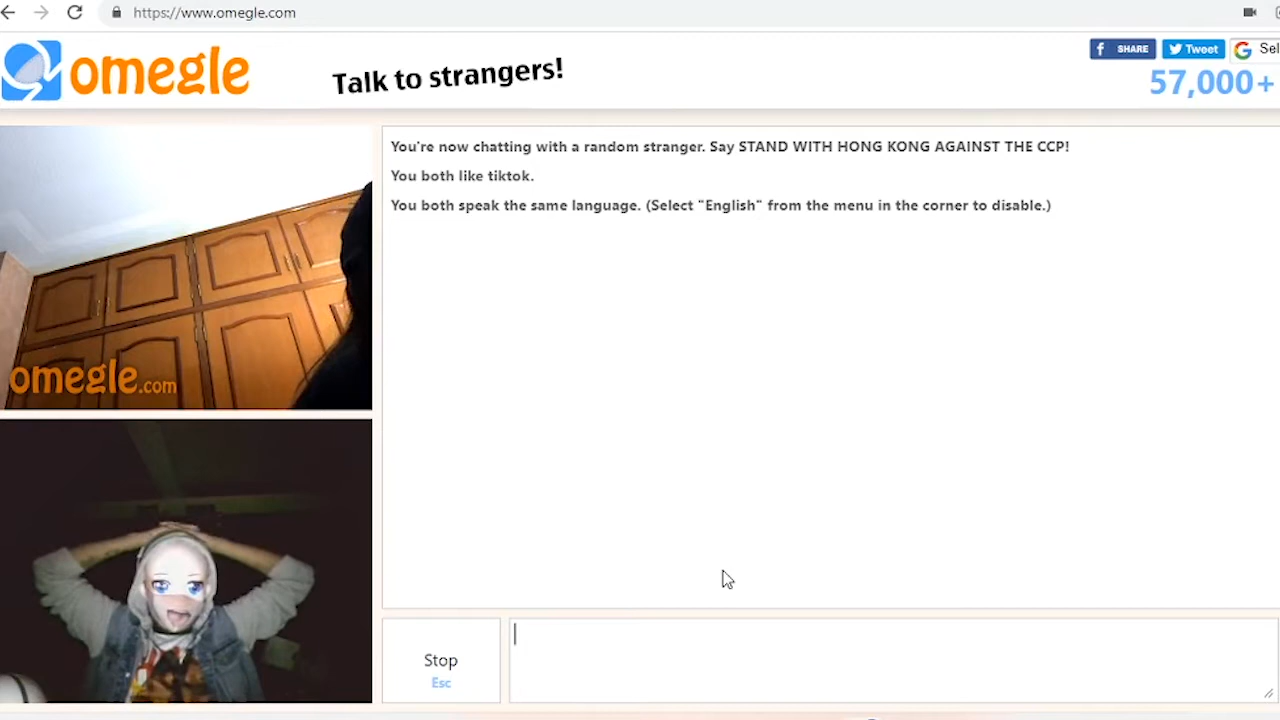 https://www.omegle.com
omegle
Talk to strangers!
SHARE
Tweet
G Sel
57,000+
You're now chatting with a random stranger. Say STAND WITH HONG KONG AGAINST THE CCP!
You both like tiktok.
You both speak the same language. (Select "English" from the menu in the corner to disable.)
omegle.com
Stop
Esc